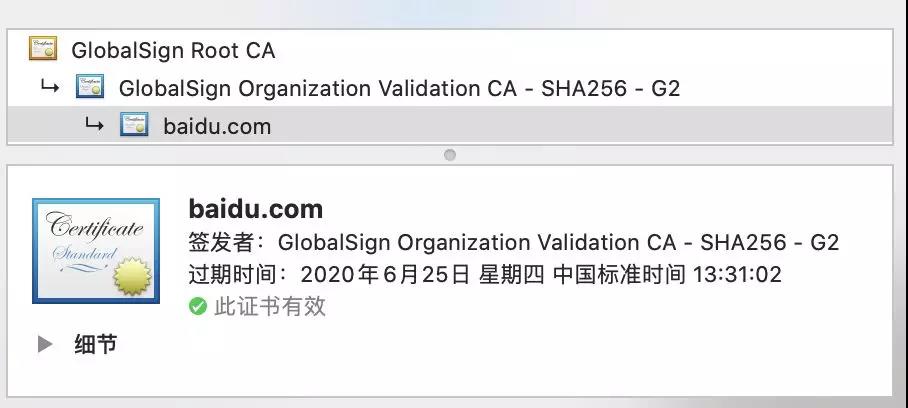 GlobalSign Root CA
GlobalSign Organization Validation CA - SHA256 - G2
baidu.com
Certificate
Standard
baidu.com
签发者：GlobalSign Organization Validation CA - SHA256 - G2
过期时间：2020年6月25日 星期四 中国标准时间 13:31:02
此证书有效
细节